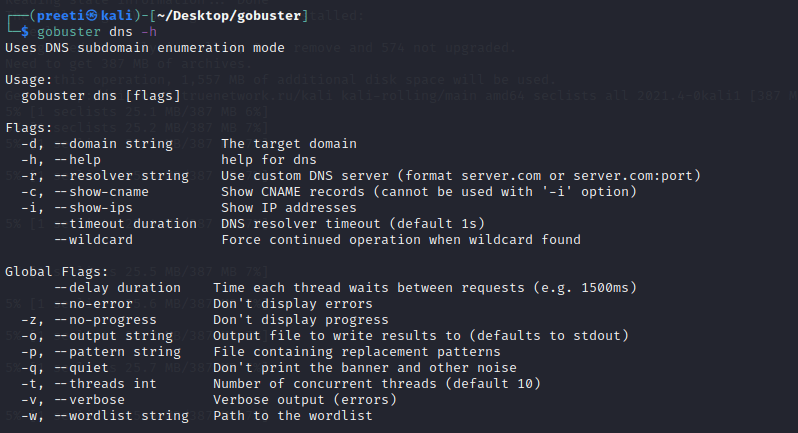 ┌──(preeti㉿kali)-[~/Desktop/gobuster]
└─$ gobuster dns -h
Uses DNS subdomain enumeration mode
Usage:
  gobuster dns [flags]
Flags:
  -d, --domain string      The target domain
  -h, --help               help for dns
  -r, --resolver string    Use custom DNS server (format server.com or server.com:port)
  -c, --show-cname         Show CNAME records (cannot be used with '-i' option)
  -i, --show-ips           Show IP addresses
      --timeout duration   DNS resolver timeout (default 1s)
      --wildcard           Force continued operation when wildcard found
Global Flags:
      --delay duration    Time each thread waits between requests (e.g. 1500ms)
      --no-error          Don't display errors
  -z, --no-progress       Don't display progress
  -o, --output string     Output file to write results to (defaults to stdout)
  -p, --pattern string    File containing replacement patterns
  -q, --quiet             Don't print the banner and other noise
  -t, --threads int       Number of concurrent threads (default 10)
  -v, --verbose           Verbose output (errors)
  -w, --wordlist string   Path to the wordlist